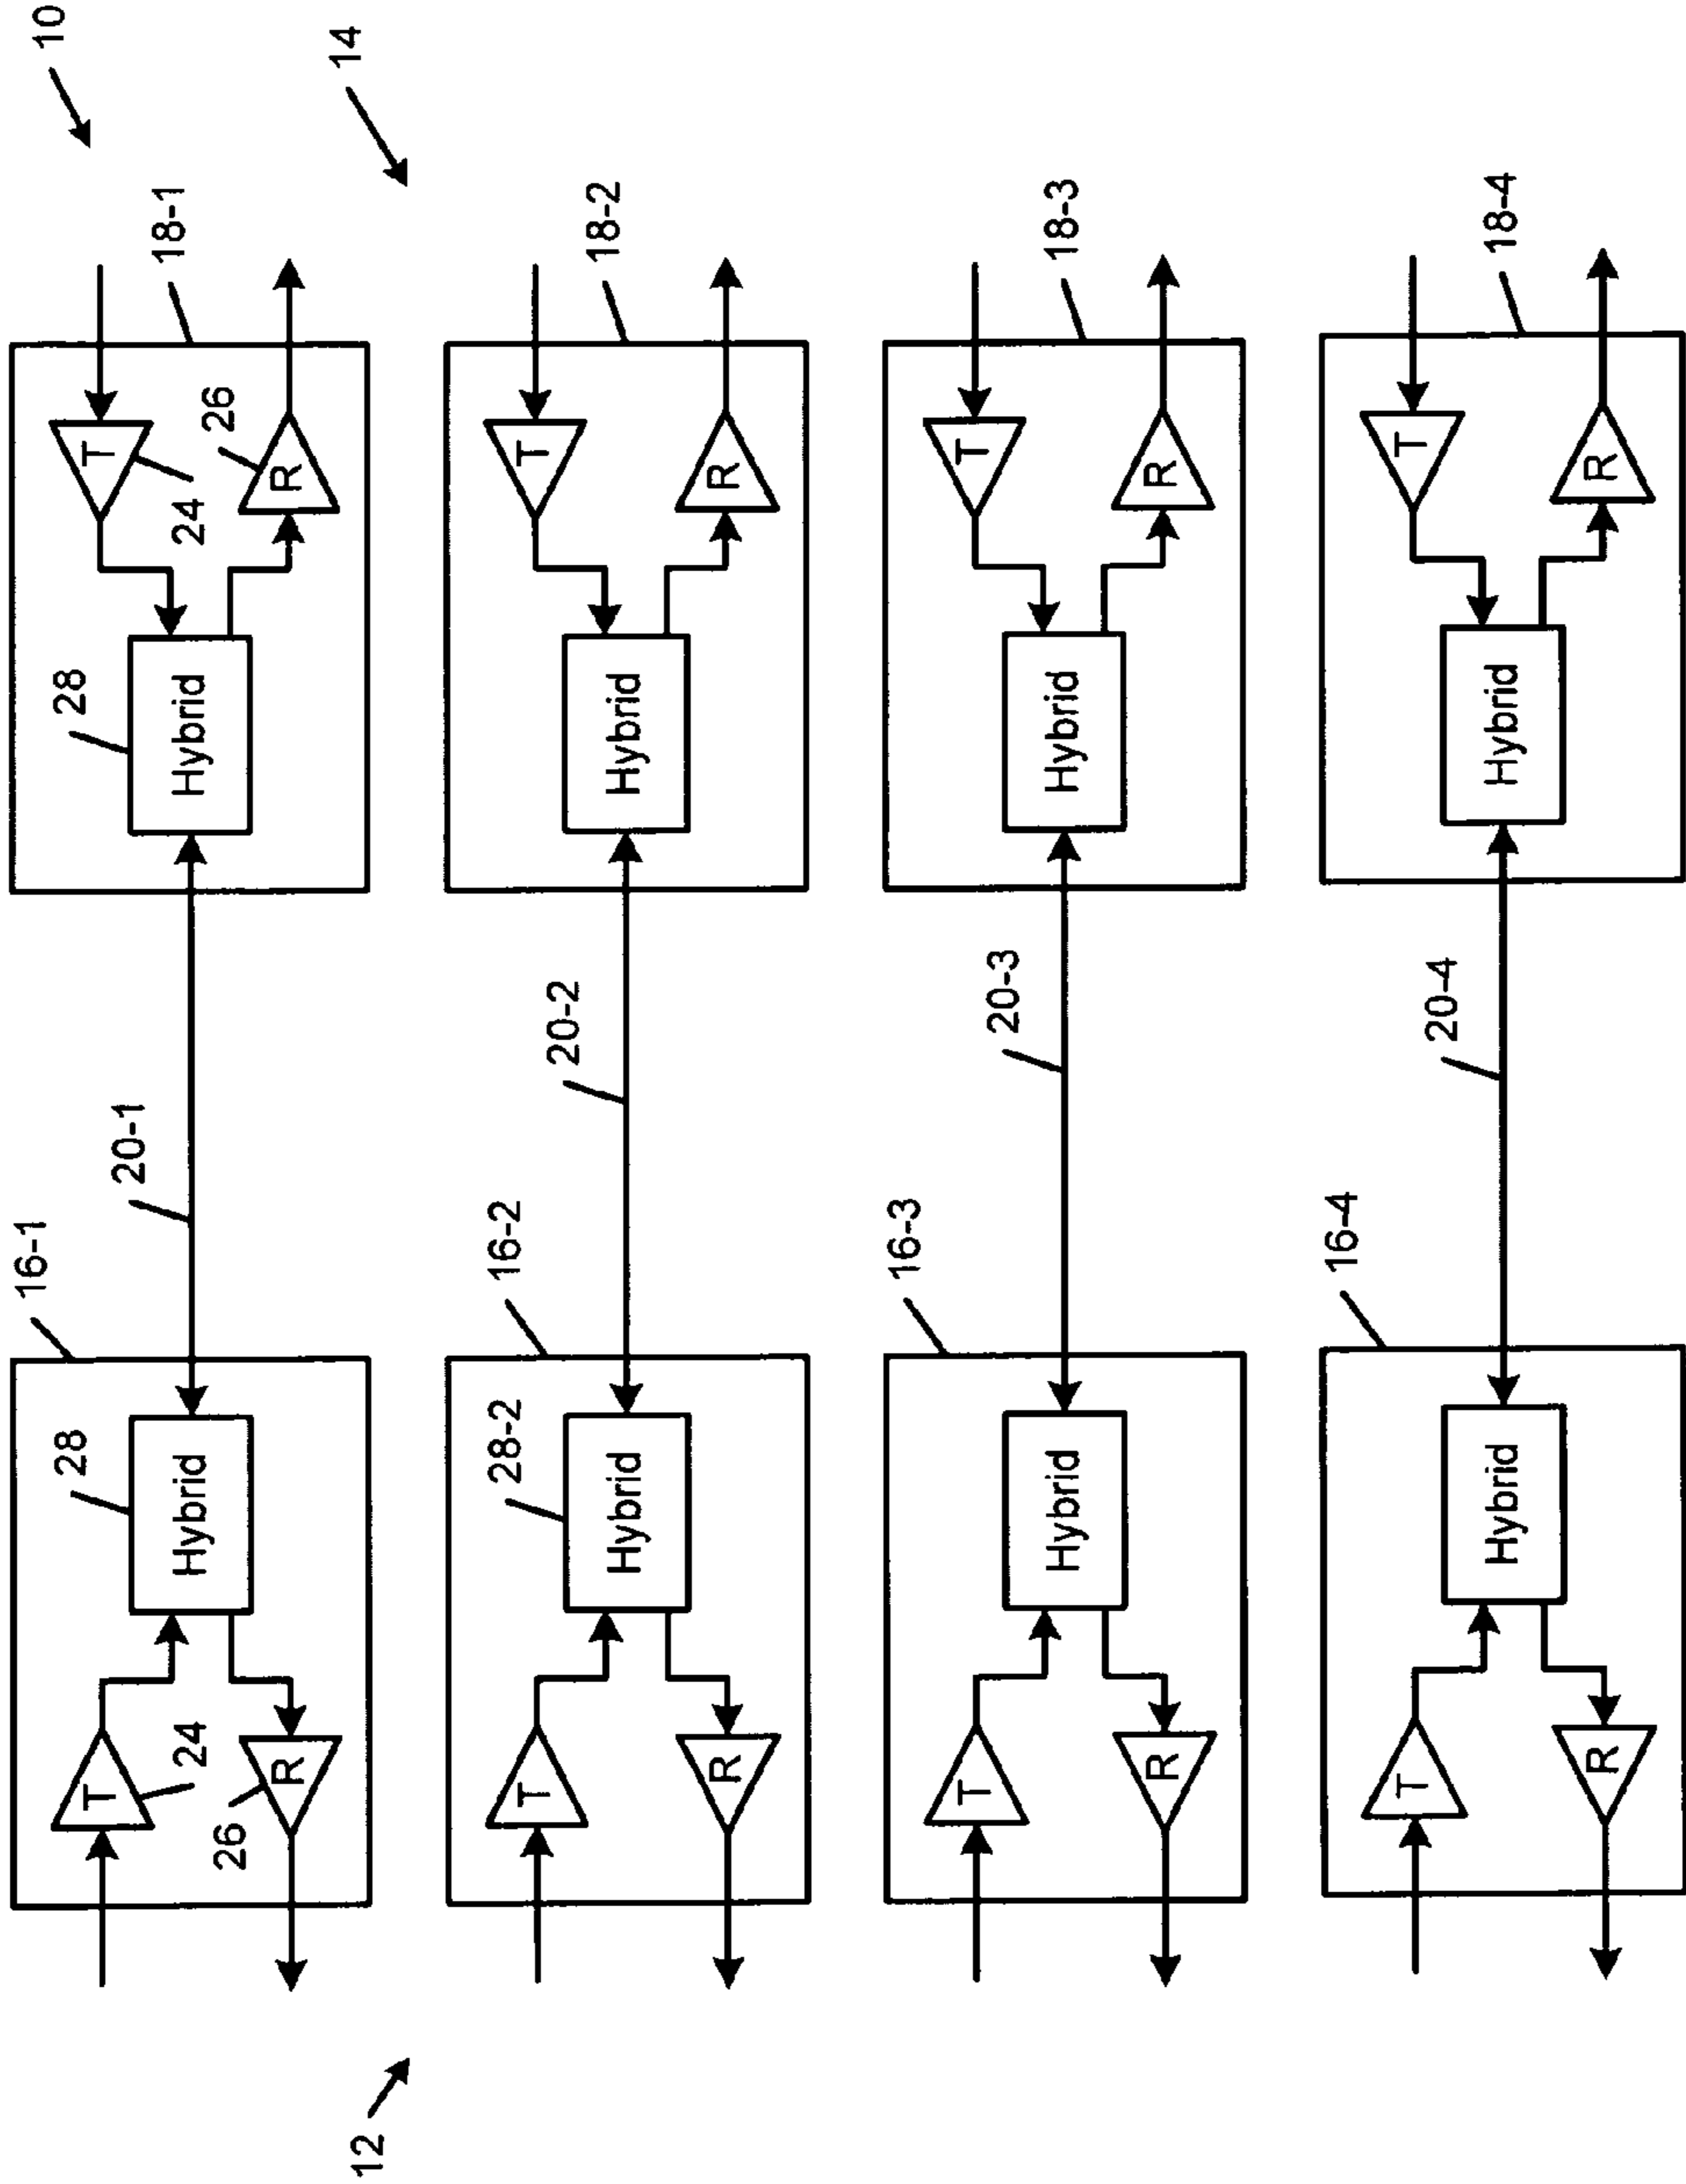 10
14
12
16-1
20-1
18-1
28
28
T
24
26
R
Hybrid
Hybrid
T
24
26
R
16-2
20-2
18-2
28-2
T
R
Hybrid
Hybrid
T
R
16-3
20-3
18-3
T
R
Hybrid
Hybrid
T
R
16-4
20-4
18-4
T
R
Hybrid
Hybrid
T
R